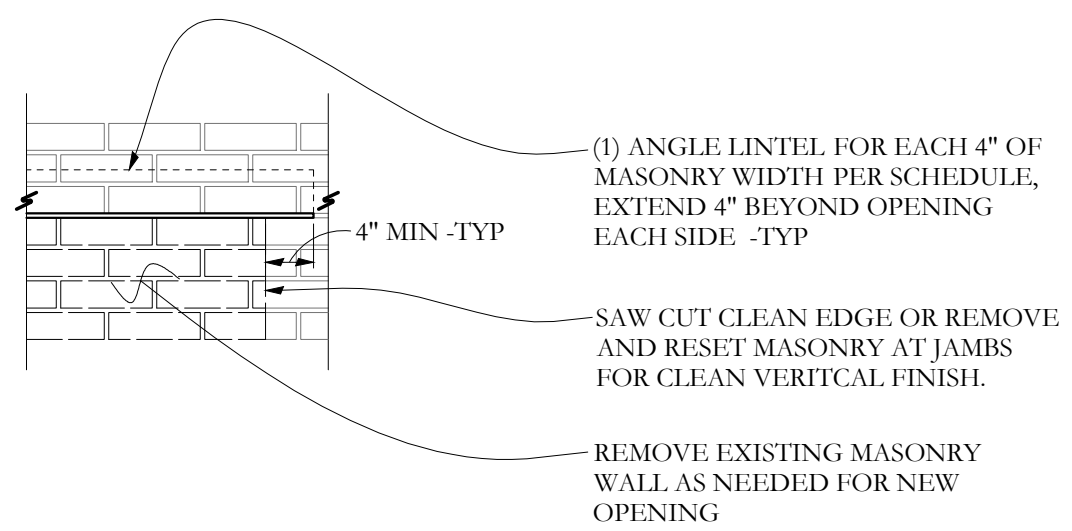 (1) ANGLE LINTEL FOR EACH 4" OF
MASONRY WIDTH PER SCHEDULE,
EXTEND 4" BEYOND OPENING
EACH SIDE -TYP
4" MIN -TYP
SAW CUT CLEAN EDGE OR REMOVE
AND RESET MASONRY AT JAMBS
FOR CLEAN VERITCAL FINISH.
REMOVE EXISTING MASONRY
WALL AS NEEDED FOR NEW
OPENING